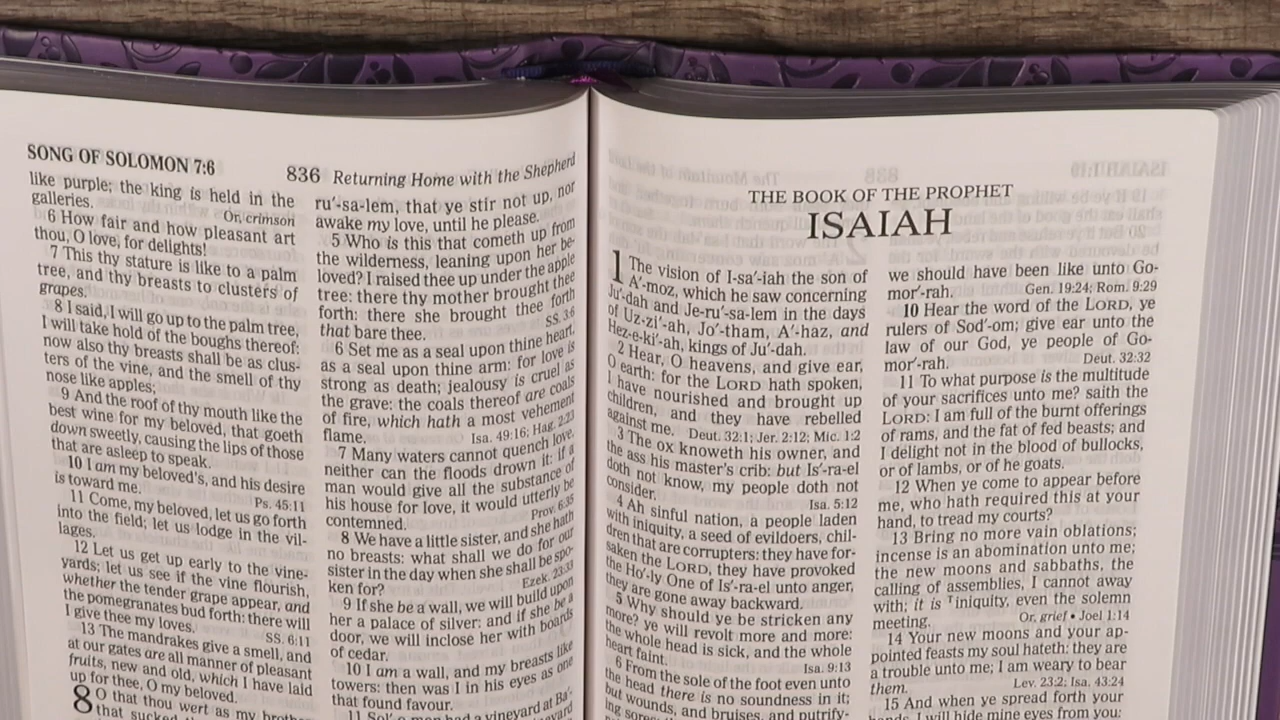 SONG OF SOLOMON 7:6
836 Returning Home with the Shepherd
like purple; the king is held in the
galleries.
Or, crimson
6 How fair and how pleasant art
thou, O love, for delights!
7 This thy stature is like to a palm
tree, and thy breasts to clusters of
grapes.
8 I said, I will go up to the palm tree,
I will take hold of the boughs thereof:
now also thy breasts shall be as clus-
ters of the vine, and the smell of thy
nose like apples;
9 And the roof of thy mouth like the
best wine for my beloved, that goeth
down sweetly, causing the lips of those
that are asleep to speak.
10 I am my beloved's, and his desire
is toward me.
Ps. 45:11
11 Come, my beloved, let us go forth
into the field; let us lodge in the vil-
lages.
12 Let us get up early to the vine-
yards; let us see if the vine flourish,
whether the tender grape appear, and
the pomegranates bud forth: there will
I give thee my loves.
SS. 6:11
13 The mandrakes give a smell, and
at our gates are all manner of pleasant
fruits, new and old, which I have laid
up for thee, O my beloved.
8 O that thou wert as my brother
that sucked the
ru′-sa-lem, that ye stir not up, nor
awake my love, until he please.
5 Who is this that cometh up from
the wilderness, leaning upon her be-
loved? I raised thee up under the apple
tree: there thy mother brought thee
forth: there she brought thee forth
that bare thee.
SS. 3:6
6 Set me as a seal upon thine heart,
as a seal upon thine arm: for love is
strong as death; jealousy is cruel as
the grave: the coals thereof are coals
of fire, which hath a most vehement
flame.
Isa. 49:16; Hag. 2:23
7 Many waters cannot quench love,
neither can the floods drown it: if a
man would give all the substance of
his house for love, it would utterly be
contemned.
Prov. 6:35
8 We have a little sister, and she hath
no breasts: what shall we do for our
sister in the day when she shall be spo-
ken for?
Ezek. 23:33
9 If she be a wall, we will build upon
her a palace of silver: and if she be a
door, we will inclose her with boards
of cedar.
10 I am a wall, and my breasts like
towers: then was I in his eyes as one
that found favour.
11 Sol′-o-mon had a vineyard at Ba′-
THE BOOK OF THE PROPHET
ISAIAH
1 The vision of I-sa′-iah the son of
A′-moz, which he saw concerning
Ju′-dah and Je-ru′-sa-lem in the days
of Uz-zi′-ah, Jo′-tham, A′-haz, and
Hez-e-ki′-ah, kings of Ju′-dah.
2 Hear, O heavens, and give ear,
O earth: for the LORD hath spoken,
I have nourished and brought up
children, and they have rebelled
against me. Deut. 32:1; Jer. 2:12; Mic. 1:2
3 The ox knoweth his owner, and
the ass his master's crib: but Is′-ra-el
doth not know, my people doth not
consider.
Isa. 5:12
4 Ah sinful nation, a people laden
with iniquity, a seed of evildoers, chil-
dren that are corrupters: they have for-
saken the LORD, they have provoked
the Ho′-ly One of Is′-ra-el unto anger,
they are gone away backward.
5 Why should ye be stricken any
more? ye will revolt more and more:
the whole head is sick, and the whole
heart faint.
Isa. 9:13
6 From the sole of the foot even unto
the head there is no soundness in it;
but wounds, and bruises, and putrify-
we should have been like unto Go-
mor′-rah.
Gen. 19:24; Rom. 9:29
10 Hear the word of the LORD, ye
rulers of Sod′-om; give ear unto the
law of our God, ye people of Go-
mor′-rah.
Deut. 32:32
11 To what purpose is the multitude
of your sacrifices unto me? saith the
LORD: I am full of the burnt offerings
of rams, and the fat of fed beasts; and
I delight not in the blood of bullocks,
or of lambs, or of he goats.
12 When ye come to appear before
me, who hath required this at your
hand, to tread my courts?
13 Bring no more vain oblations;
incense is an abomination unto me;
the new moons and sabbaths, the
calling of assemblies, I cannot away
with; it is ᵀiniquity, even the solemn
meeting.
Or, grief • Joel 1:14
14 Your new moons and your ap-
pointed feasts my soul hateth: they are
a trouble unto me; I am weary to bear
them.
Lev. 23:2; Isa. 43:24
15 And when ye spread forth your
hands, I will hide mine eyes from you: